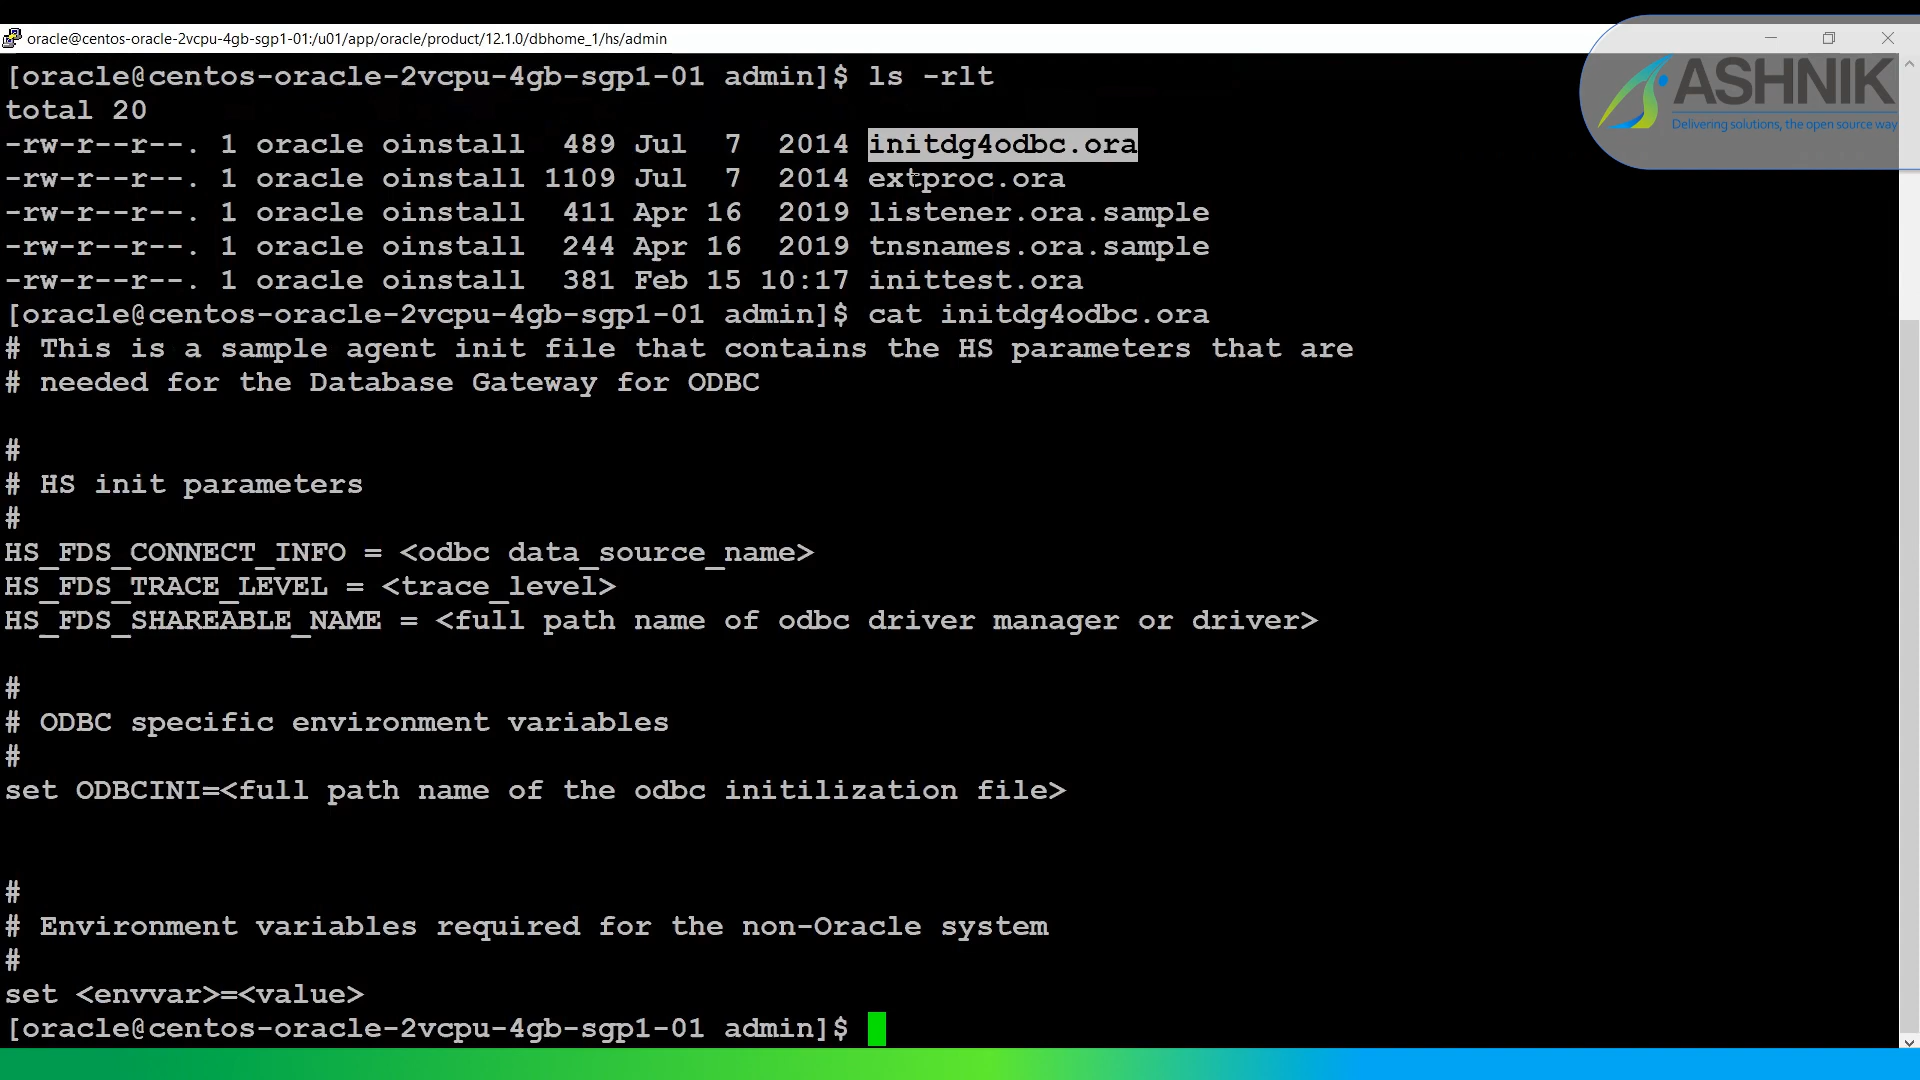 oracle@centos-oracle-2vcpu-4gb-sgp1-01:/u01/app/oracle/product/12.1.0/dbhome_1/hs/admin
ASHNIK
Delivering solutions, the open source way
[oracle@centos-oracle-2vcpu-4gb-sgp1-01 admin]$ ls -rlt
total 20
-rw-r--r--. 1 oracle oinstall  489 Jul  7  2014 initdg4odbc.ora
-rw-r--r--. 1 oracle oinstall 1109 Jul  7  2014 extproc.ora
-rw-r--r--. 1 oracle oinstall  411 Apr 16  2019 listener.ora.sample
-rw-r--r--. 1 oracle oinstall  244 Apr 16  2019 tnsnames.ora.sample
-rw-r--r--. 1 oracle oinstall  381 Feb 15 10:17 inittest.ora
[oracle@centos-oracle-2vcpu-4gb-sgp1-01 admin]$ cat initdg4odbc.ora
# This is a sample agent init file that contains the HS parameters that are
# needed for the Database Gateway for ODBC
#
# HS init parameters
#
HS_FDS_CONNECT_INFO = <odbc data_source_name>
HS_FDS_TRACE_LEVEL = <trace_level>
HS_FDS_SHAREABLE_NAME = <full path name of odbc driver manager or driver>
#
# ODBC specific environment variables
#
set ODBCINI=<full path name of the odbc initilization file>
#
# Environment variables required for the non-Oracle system
#
set <envvar>=<value>
[oracle@centos-oracle-2vcpu-4gb-sgp1-01 admin]$